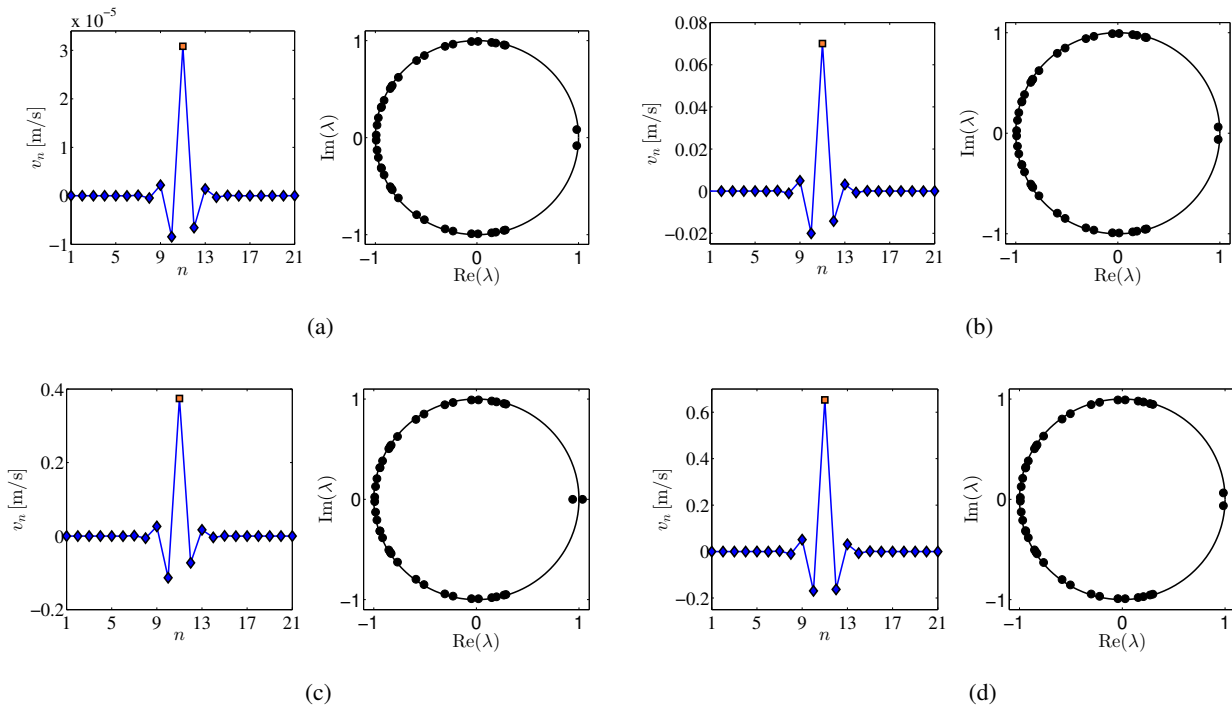 x 10⁻⁵
3
2
1
0
−1
vₙ [m/s]
1 5 9 13 17 21
n
1
0
−1
Im(λ)
−1 0 1
Re(λ)
(a)
0.08
0.06
0.04
0.02
0
−0.02
vₙ [m/s]
1 5 9 13 17 21
n
1
0
−1
Im(λ)
−1 0 1
Re(λ)
(b)
0.4
0.2
0
−0.2
vₙ [m/s]
1 5 9 13 17 21
n
1
0
−1
Im(λ)
−1 0 1
Re(λ)
(c)
0.6
0.4
0.2
0
−0.2
vₙ [m/s]
1 5 9 13 17 21
n
1
0
−1
Im(λ)
−1 0 1
Re(λ)
(d)